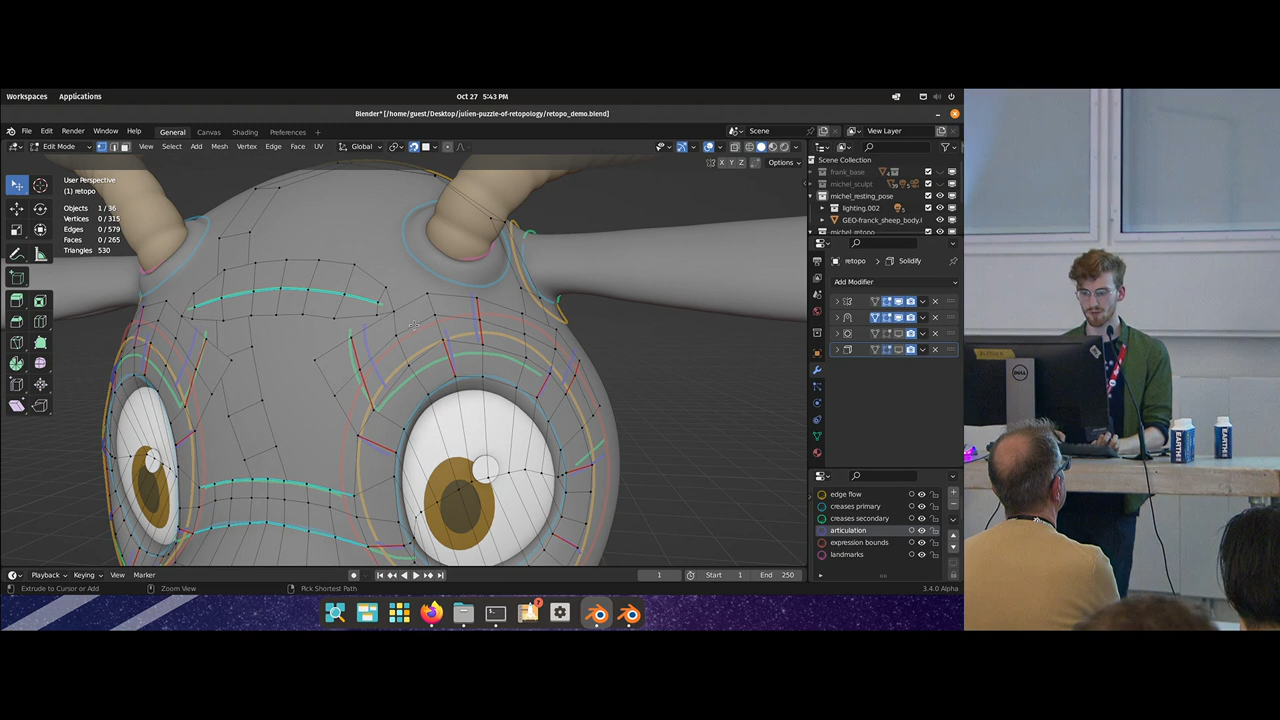 Workspaces Applications Oct 27 5:43 PM
Blender* [/home/guest/Desktop/julien-puzzle-of-retopology/retopo_demo.blend]
File Edit Render Window Help General Canvas Shading Preferences + Scene View Layer
Edit Mode View Select Add Mesh Vertex Edge Face UV Global
X Y Z Options
User Perspective
(1) retopo
Objects 1/36
Vertices 0/315
Edges 0/579
Faces 0/265
Triangles 530
Scene Collection
frank_base
michel_sculpt
michel_resting_pose
lighting.002
GEO-franck_sheep_body.l
michel_retopo
retopo > Solidify
Add Modifier
edge flow
creases primary
creases secondary
articulation
expression bounds
landmarks
Playback Keying View Marker 1 Start 1 End 250
Extrude to Cursor or Add Zoom View Pick Shortest Path 3.4.0 Alpha
DELL
EARTH
EARTH